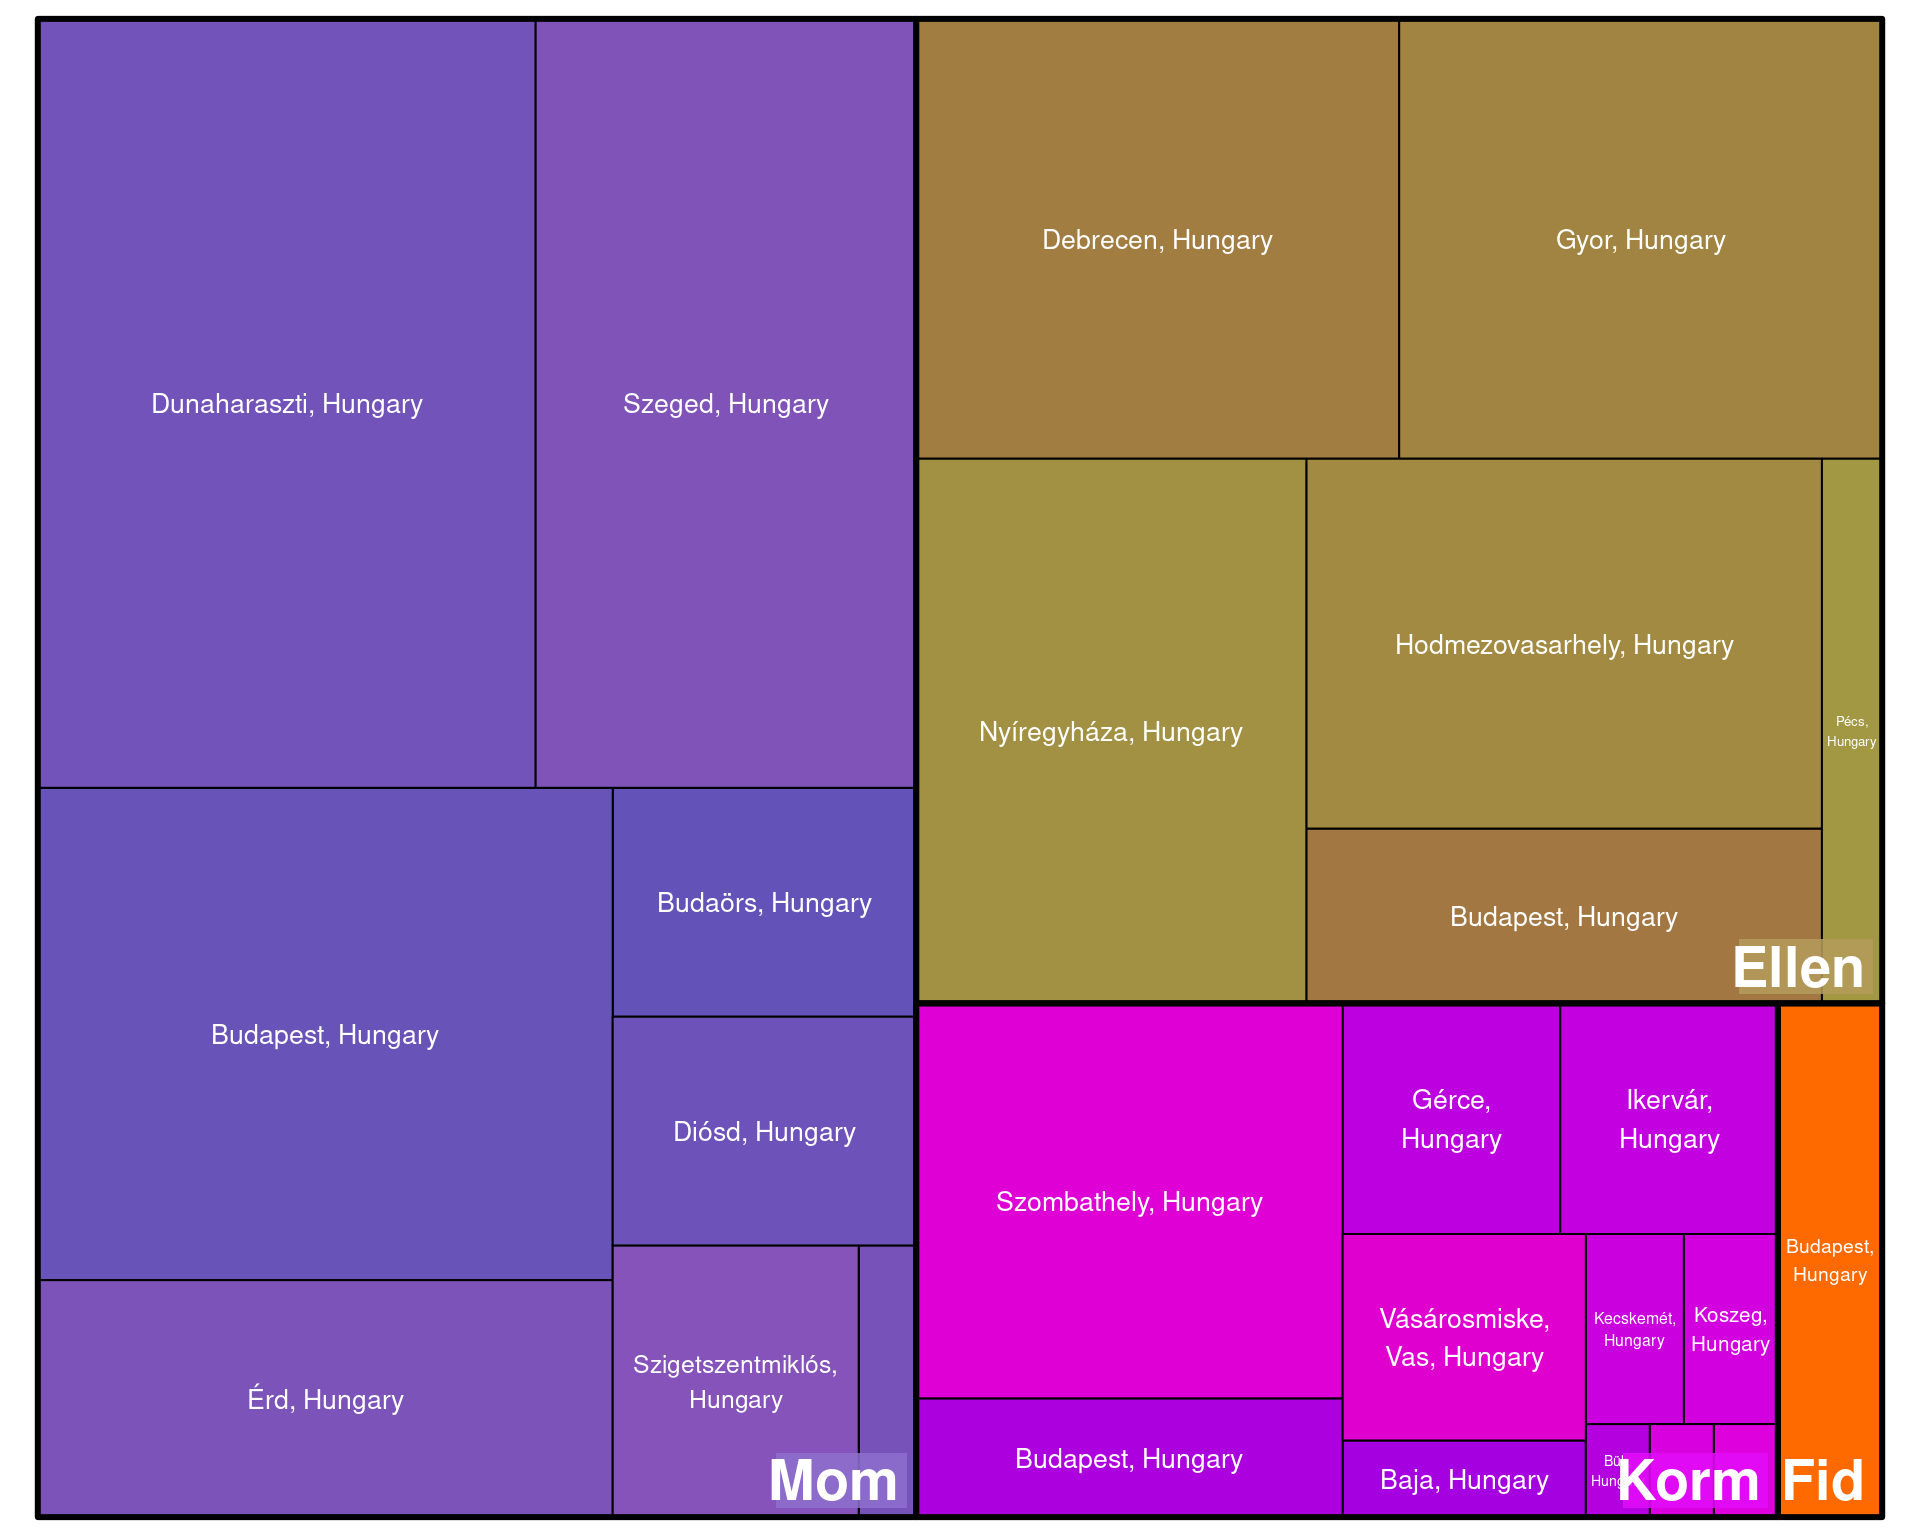 Dunaharaszti, Hungary
Szeged, Hungary
Budapest, Hungary
Budaörs, Hungary
Diósd, Hungary
Érd, Hungary
Szigetszentmiklós,
Hungary
Mom
Debrecen, Hungary
Gyor, Hungary
Nyíregyháza, Hungary
Hodmezovasarhely, Hungary
Pécs,
Hungary
Budapest, Hungary
Ellen
Szombathely, Hungary
Gérce,
Hungary
Ikervár,
Hungary
Vásárosmiske,
Vas, Hungary
Kecskemét,
Hungary
Koszeg,
Hungary
Budapest, Hungary
Baja, Hungary
Korm
Budapest,
Hungary
Fid